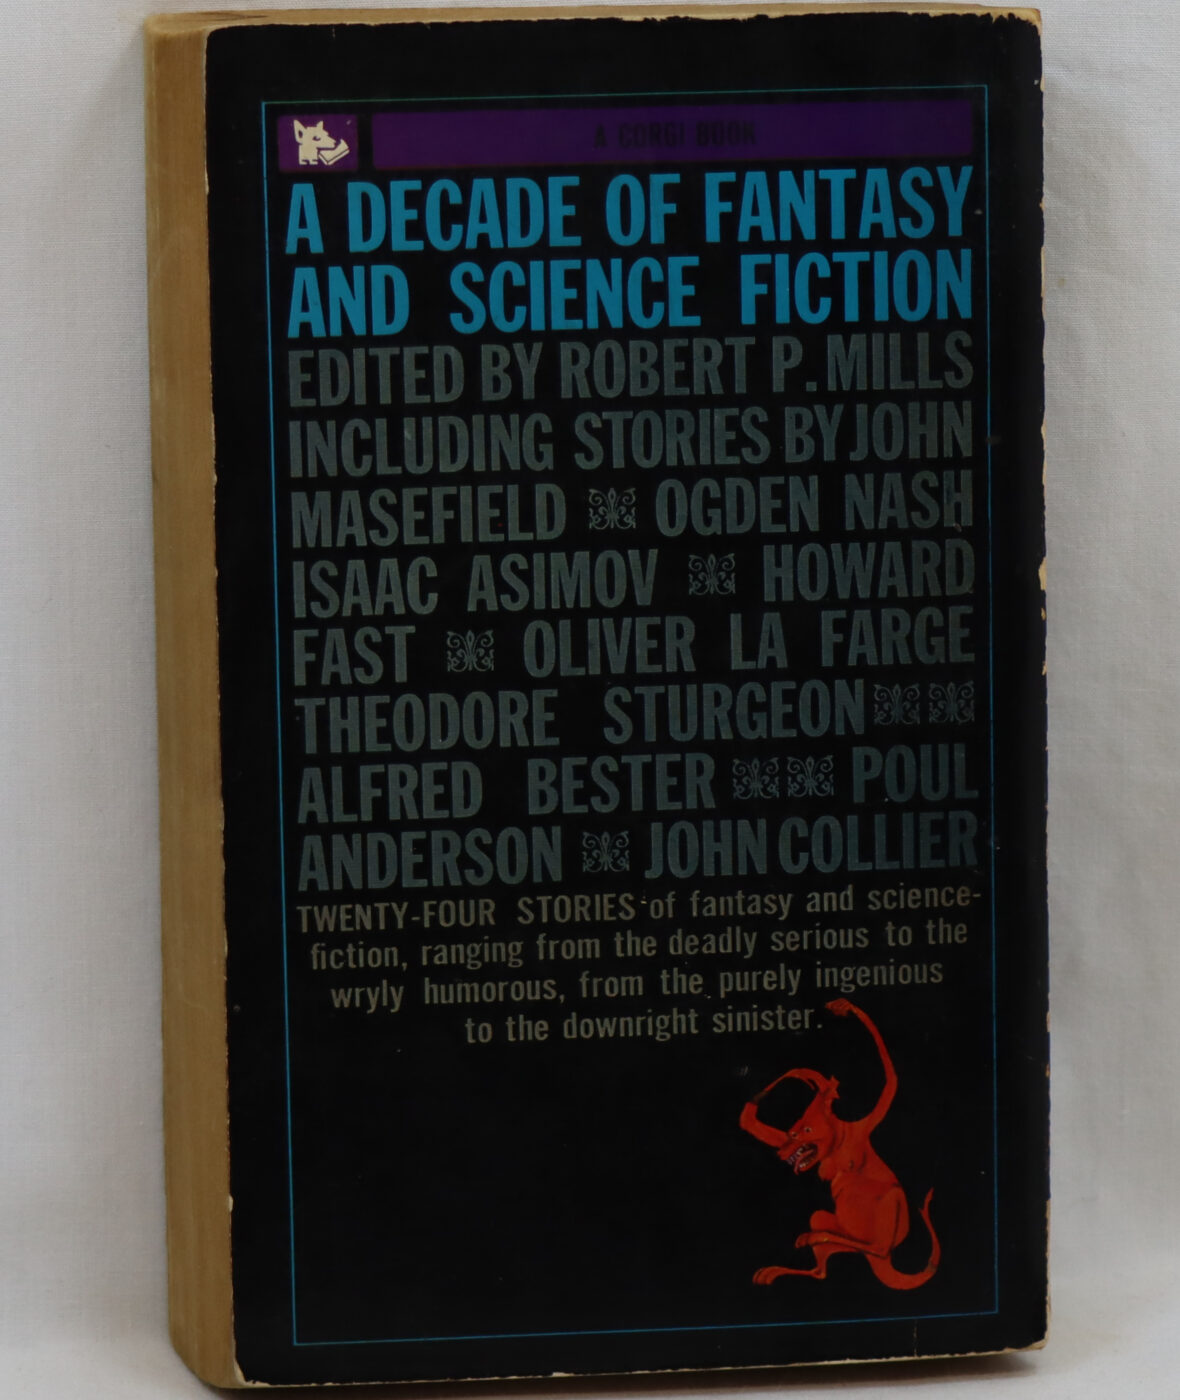 A CORGI BOOK
A DECADE OF FANTASY
AND SCIENCE FICTION
EDITED BY ROBERT P. MILLS
INCLUDING STORIES BY JOHN
MASEFIELD OGDEN NASH
ISAAC ASIMOV HOWARD
FAST OLIVER LA FARGE
THEODORE STURGEON
ALFRED BESTER POUL
ANDERSON JOHN COLLIER
TWENTY-FOUR STORIES of fantasy and science-
fiction, ranging from the deadly serious to the
wryly humorous, from the purely ingenious
to the downright sinister.